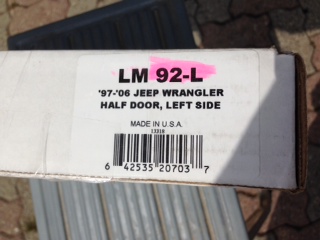 LM 92-L
'97-'06 JEEP WRANGLER
HALF DOOR, LEFT SIDE
MADE IN U.S.A.
6 42535 20703 7